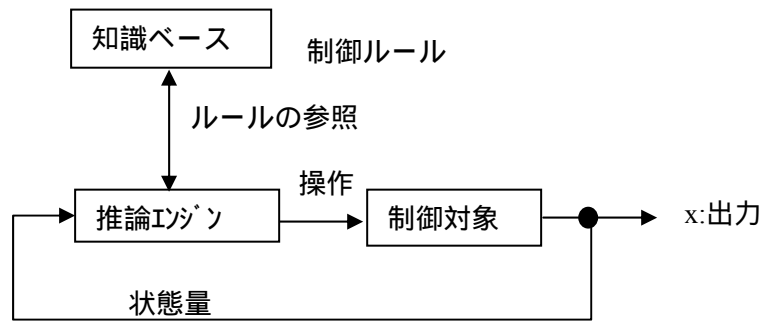 知識ベース
制御ルール
ルールの参照
操作
推論ｴﾝｼﾞﾝ
制御対象
x:出力
状態量